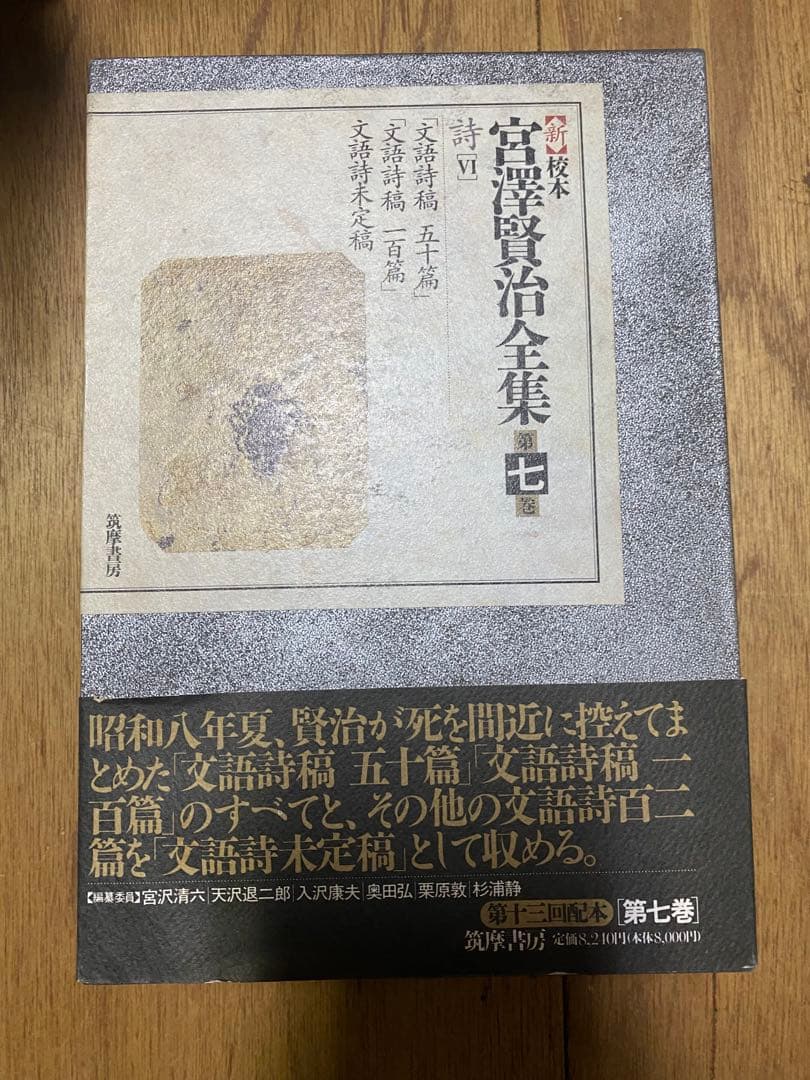 【新】校本
宮澤賢治全集
第七巻
詩[Ⅵ]
「文語詩稿 五十篇」
「文語詩稿 一百篇」
文語詩未定稿
筑摩書房
昭和八年夏、賢治が死を間近に控えてま
とめた「文語詩稿 五十篇」「文語詩稿 一
百篇」のすべてと、その他の文語詩百二
篇を「文語詩未定稿」として収める。
【編纂委員】宮沢清六|天沢退二郎|入沢康夫|奥田弘|栗原敦|杉浦静
第十三回配本[第七巻]
筑摩書房 定価8,240円(本体8,000円)